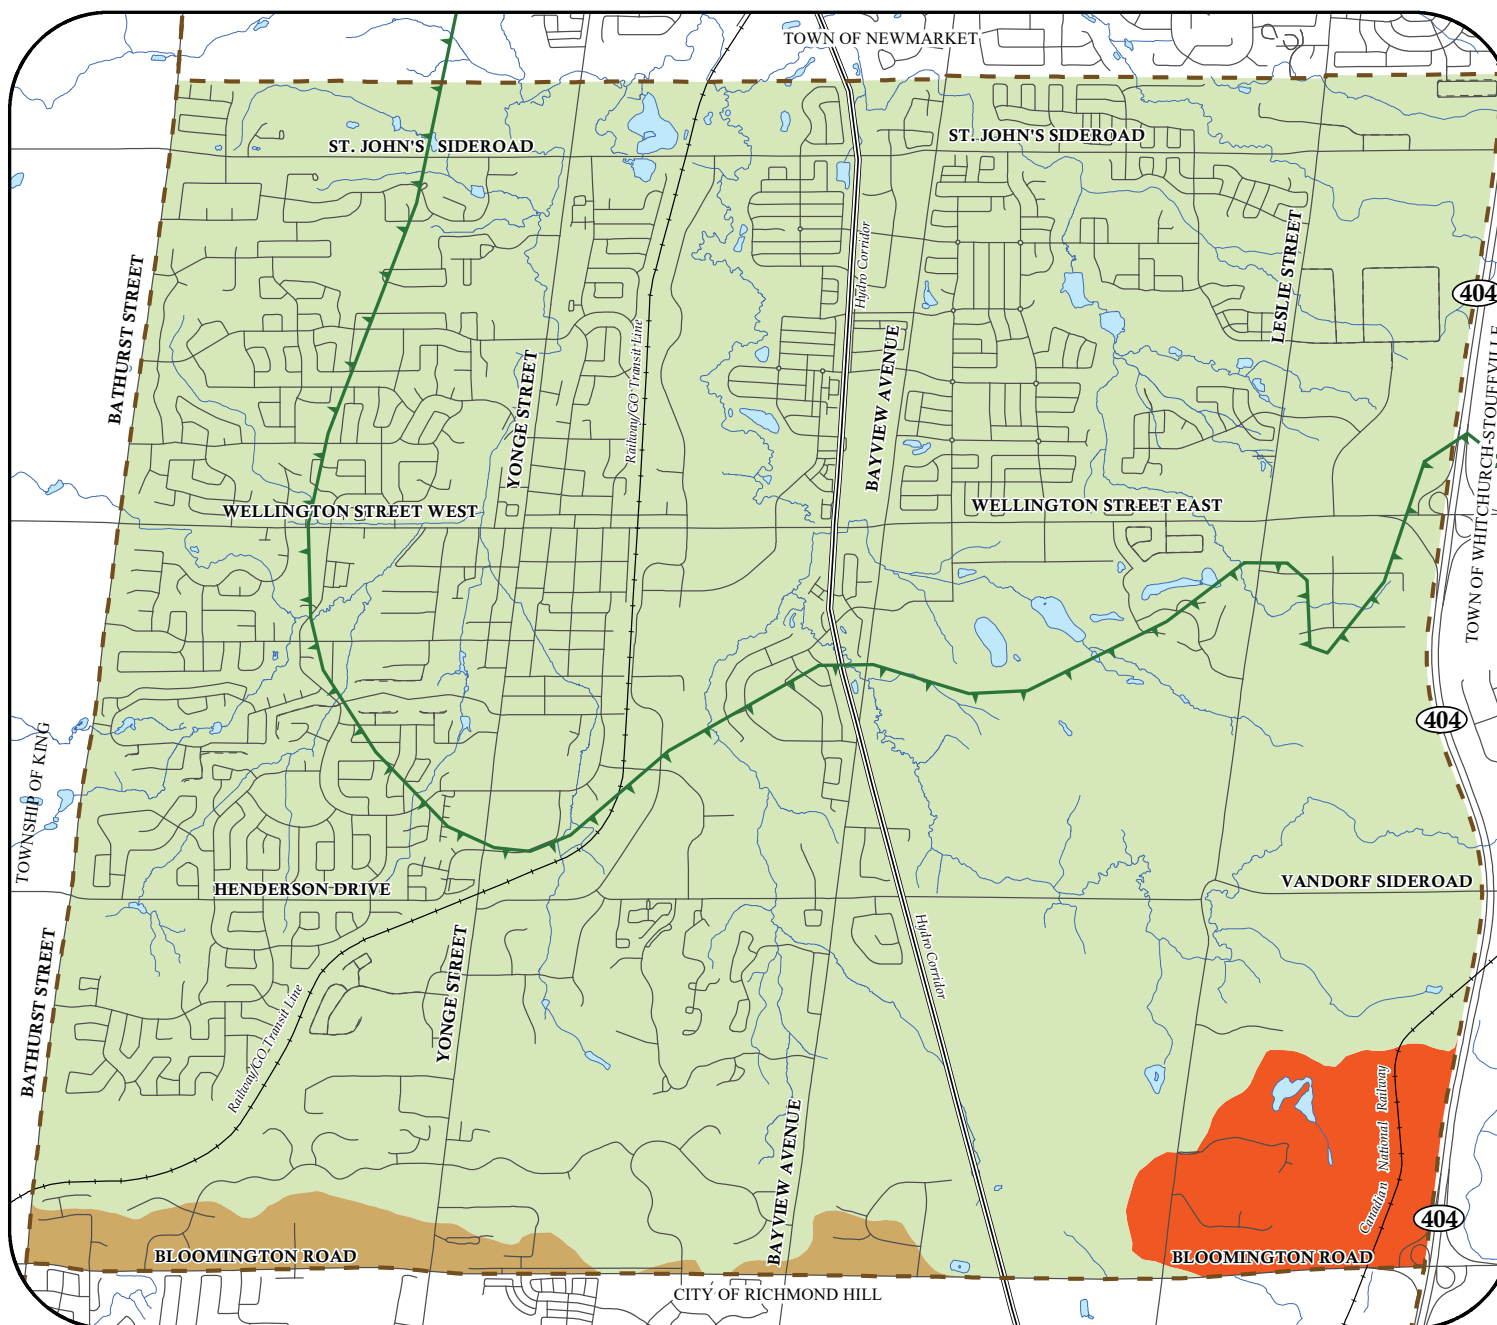 TOWN OF NEWMARKET
ST. JOHN'S SIDEROAD
ST. JOHN'S SIDEROAD
BATHURST STREET
YONGE STREET
Railway/GO Transit Line
Hydro Corridor
BAYVIEW AVENUE
LESLIE STREET
404
TOWN OF WHITCHURCH-STOUFFVILLE
WELLINGTON STREET WEST
WELLINGTON STREET EAST
404
TOWNSHIP OF KING
HENDERSON DRIVE
VANDORF SIDEROAD
BATHURST STREET
Railway/GO Transit Line
YONGE STREET
Hydro Corridor
BAYVIEW AVENUE
Canadian National Railway
404
BLOOMINGTON ROAD
BLOOMINGTON ROAD
CITY OF RICHMOND HILL